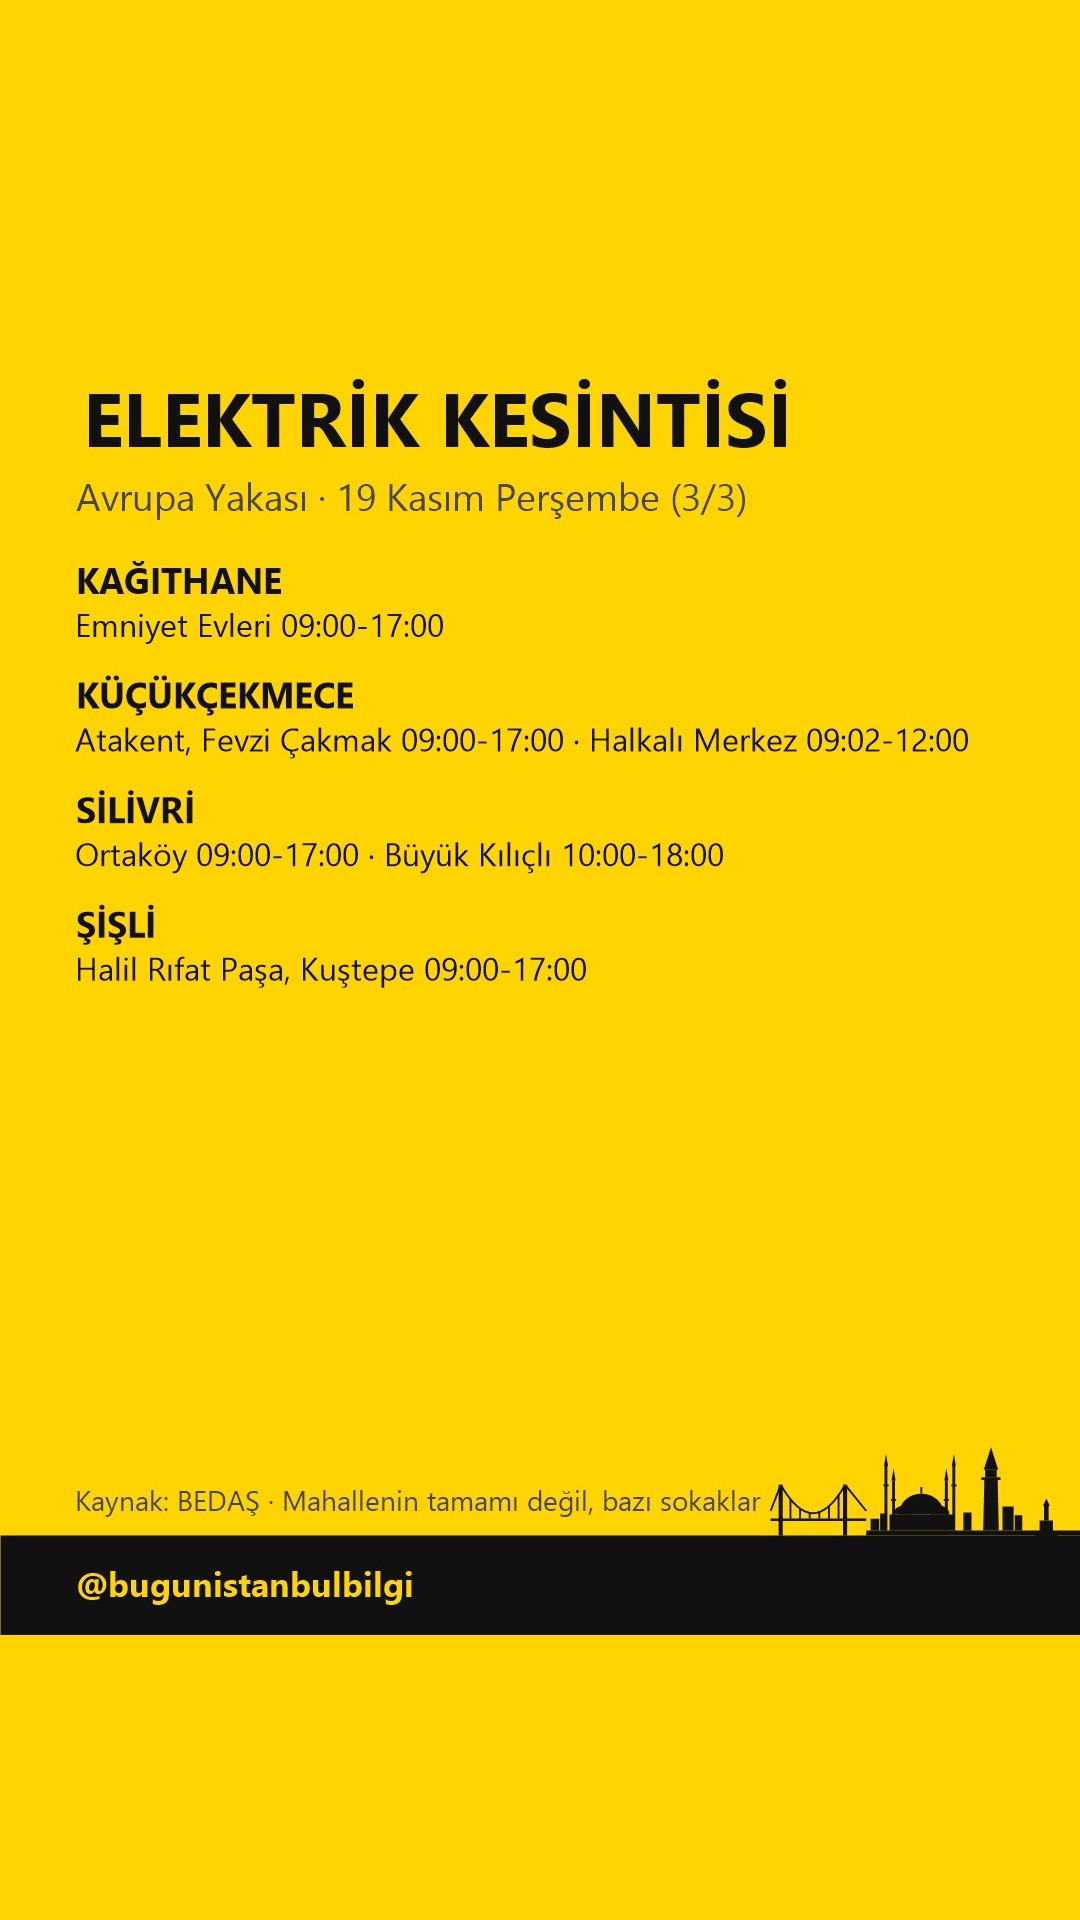 ELEKTRİK KESİNTİSİ
Avrupa Yakası · 19 Kasım Perşembe (3/3)
KAĞITHANE
Emniyet Evleri 09:00-17:00
KÜÇÜKÇEKMECE
Atakent, Fevzi Çakmak 09:00-17:00 · Halkalı Merkez 09:02-12:00
SİLİVRİ
Ortaköy 09:00-17:00 · Büyük Kılıçlı 10:00-18:00
ŞİŞLİ
Halil Rıfat Paşa, Kuştepe 09:00-17:00
Kaynak: BEDAŞ · Mahallenin tamamı değil, bazı sokaklar
@bugunistanbulbilgi